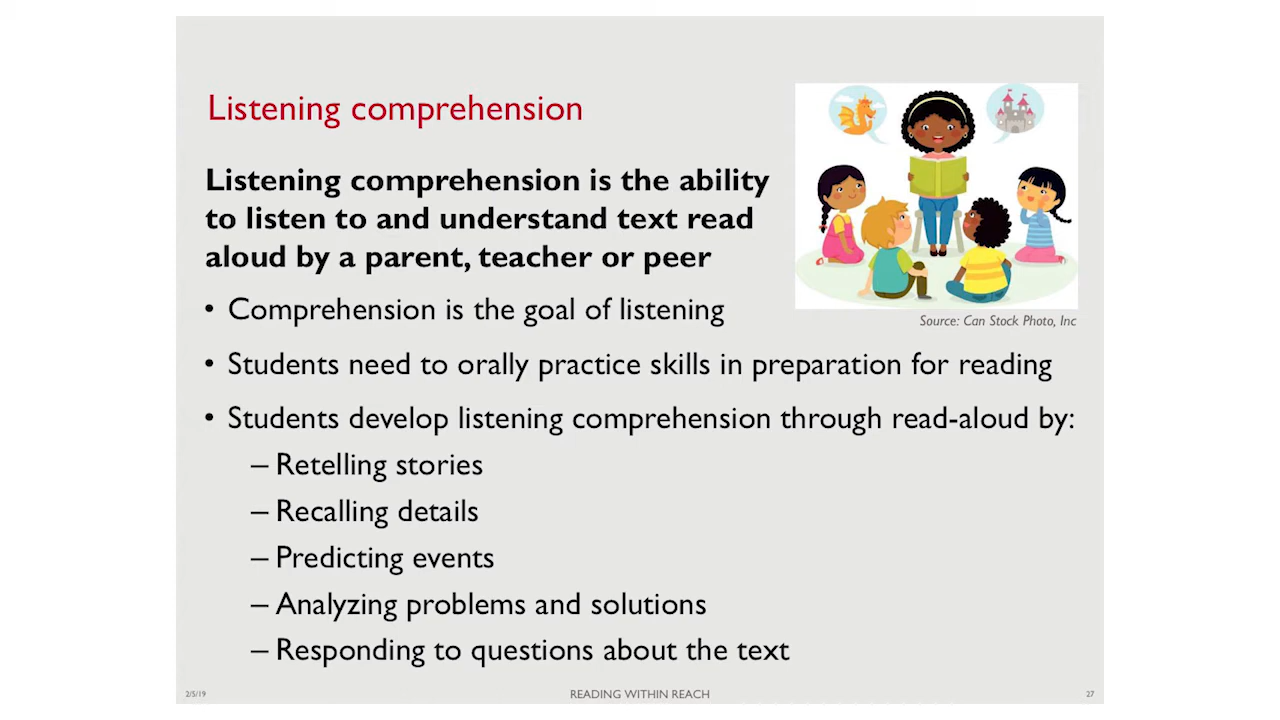 Listening comprehension
Listening comprehension is the ability
to listen to and understand text read
aloud by a parent, teacher or peer
• Comprehension is the goal of listening
Source: Can Stock Photo, Inc
• Students need to orally practice skills in preparation for reading
• Students develop listening comprehension through read-aloud by:
– Retelling stories
– Recalling details
– Predicting events
– Analyzing problems and solutions
– Responding to questions about the text
2/5/19
READING WITHIN REACH
27